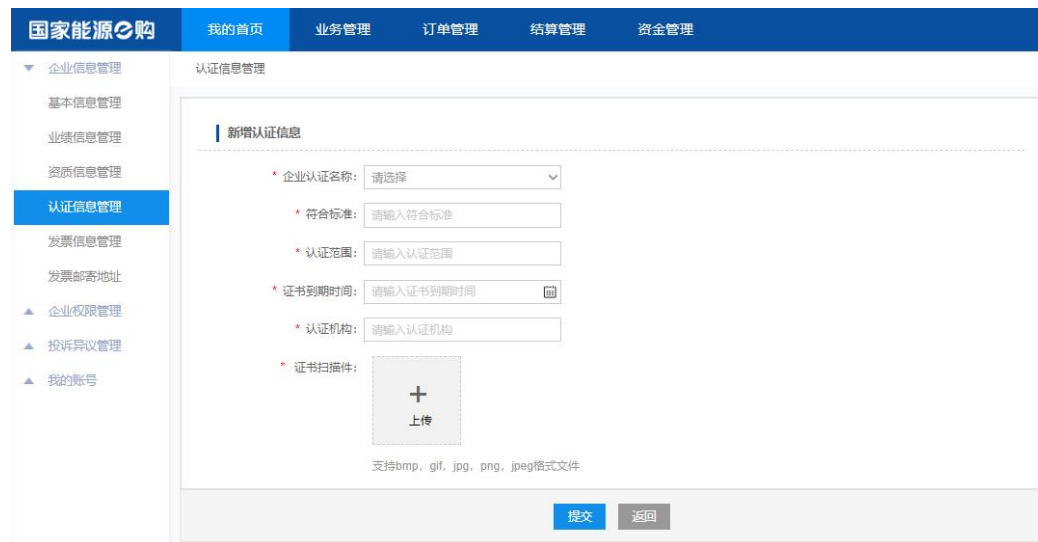 国家能源e购 我的首页 业务管理 订单管理 结算管理 资金管理
企业信息管理
基本信息管理
业绩信息管理
资质信息管理
认证信息管理
发票信息管理
发票邮寄地址
企业权限管理
投诉异议管理
我的账号
认证信息管理
新增认证信息
* 企业认证名称: 请选择
* 符合标准: 请输入符合标准
* 认证范围: 请输入认证范围
* 证书到期时间: 请输入证书到期时间
* 认证机构: 请输入认证机构
* 证书扫描件:
上传
支持bmp, gif, jpg, png, jpeg格式文件
提交 返回